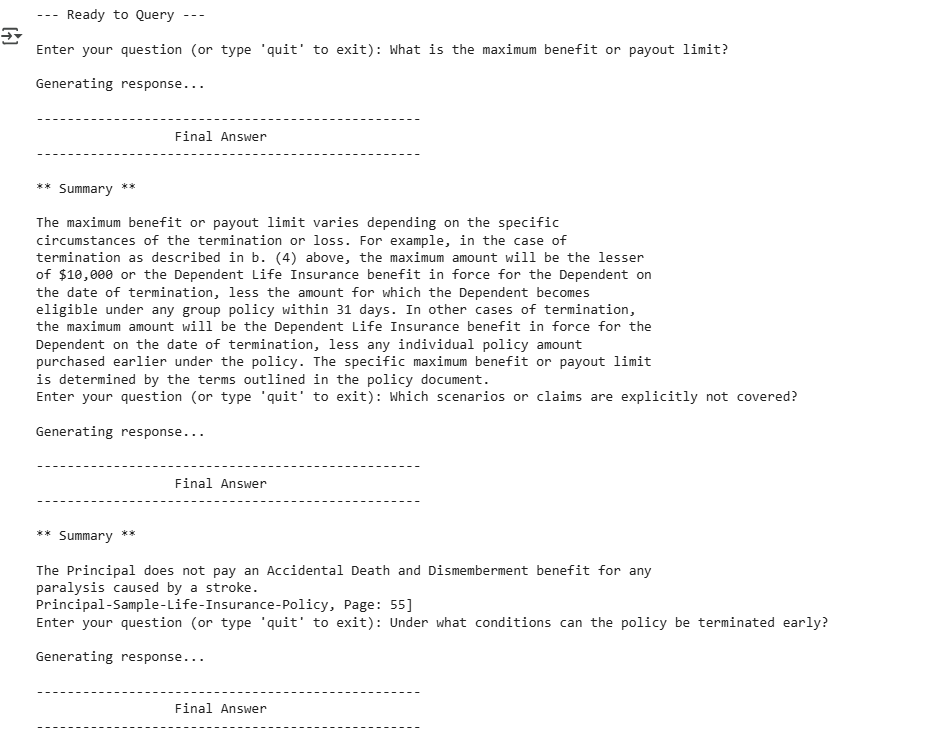 --- Ready to Query ---
Enter your question (or type 'quit' to exit): What is the maximum benefit or payout limit?
Generating response...
--------------------------------------------------
Final Answer
--------------------------------------------------
** Summary **
The maximum benefit or payout limit varies depending on the specific
circumstances of the termination or loss. For example, in the case of
termination as described in b. (4) above, the maximum amount will be the lesser
of $10,000 or the Dependent Life Insurance benefit in force for the Dependent on
the date of termination, less the amount for which the Dependent becomes
eligible under any group policy within 31 days. In other cases of termination,
the maximum amount will be the Dependent Life Insurance benefit in force for the
Dependent on the date of termination, less any individual policy amount
purchased earlier under the policy. The specific maximum benefit or payout limit
is determined by the terms outlined in the policy document.
Enter your question (or type 'quit' to exit): Which scenarios or claims are explicitly not covered?
Generating response...
--------------------------------------------------
Final Answer
--------------------------------------------------
** Summary **
The Principal does not pay an Accidental Death and Dismemberment benefit for any
paralysis caused by a stroke.
Principal-Sample-Life-Insurance-Policy, Page: 55]
Enter your question (or type 'quit' to exit): Under what conditions can the policy be terminated early?
Generating response...
--------------------------------------------------
Final Answer
--------------------------------------------------